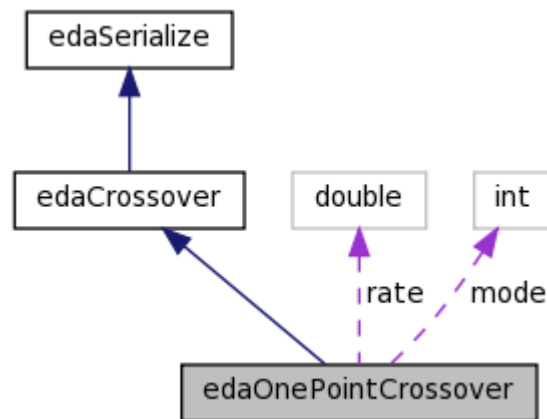 edaSerialize
edaCrossover
double
int
rate
mode
edaOnePointCrossover